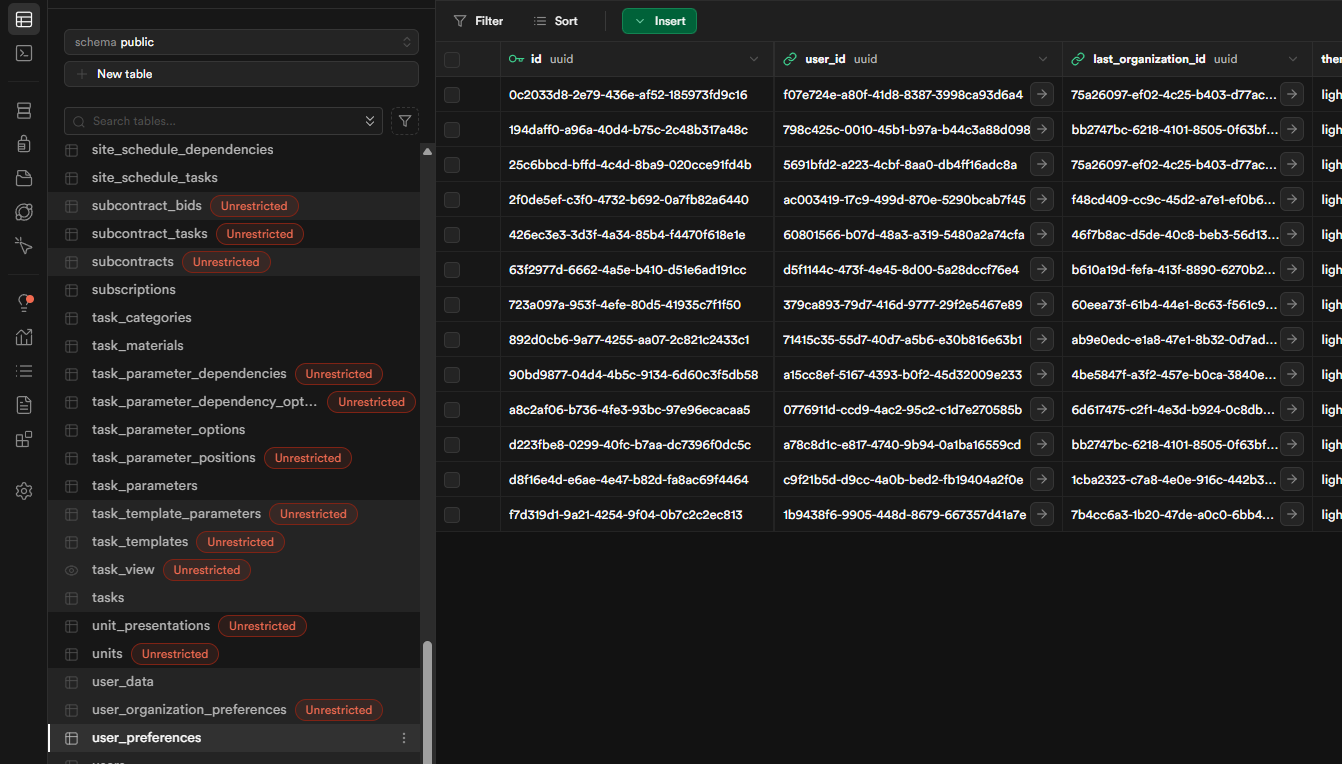 schema public
New table
Search tables...
site_schedule_dependencies
site_schedule_tasks
subcontract_bids Unrestricted
subcontract_tasks Unrestricted
subcontracts Unrestricted
subscriptions
task_categories
task_materials
task_parameter_dependencies Unrestricted
task_parameter_dependency_opt... Unrestricted
task_parameter_options
task_parameter_positions Unrestricted
task_parameters
task_template_parameters Unrestricted
task_templates Unrestricted
task_view Unrestricted
tasks
unit_presentations Unrestricted
units Unrestricted
user_data
user_organization_preferences Unrestricted
user_preferences
Filter Sort Insert
id uuid user_id uuid last_organization_id uuid
0c2033d8-2e79-436e-af52-185973fd9c16 f07e724e-a80f-41d8-8387-3998ca93d6a4 75a26097-ef02-4c25-b403-d77ac... ligh
194daff0-a96a-40d4-b75c-2c48b317a48c 798c425c-0010-45b1-b97a-b44c3a88d098 bb2747bc-6218-4101-8505-0f63bf... ligh
25c6bbcd-bffd-4c4d-8ba9-020cce91fd4b 5691bfd2-a223-4cbf-8aa0-db4ff16adc8a 75a26097-ef02-4c25-b403-d77ac... ligh
2f0de5ef-c3f0-4732-b692-0a7fb82a6440 ac003419-17c9-499d-870e-5290bcab7f45 f48cd409-cc9c-45d2-a7e1-ef0b6... ligh
426ec3e3-3d3f-4a34-85b4-f4470f618e1e 60801566-b07d-48a3-a319-5480a2a74cfa 46f7b8ac-d5de-40c8-beb3-56d13... ligh
63f2977d-6662-4a5e-b410-d51e6ad191cc d5f1144c-473f-4e45-8d00-5a28dccf76e4 b610a19d-fefa-413f-8890-6270b2... ligh
723a097a-953f-4efe-80d5-41935c7f1f50 379ca893-79d7-416d-9777-29f2e5467e89 60eea73f-61b4-44e1-8c63-f561c9... ligh
892d0cb6-9a77-4255-aa07-2c821c2433c1 71415c35-55d7-40d7-a5b6-e30b816e63b1 ab9e0edc-e1a8-47e1-8b32-0d7ad... ligh
90bd9877-04d4-4b5c-9134-6d60c3f5db58 a15cc8ef-5167-4393-b0f2-45d32009e233 4be5847f-a3f2-457e-b0ca-3840e... ligh
a8c2af06-b736-4fe3-93bc-97e96ecacaa5 0776911d-ccd9-4ac2-95c2-c1d7e270585b 6d617475-c2f1-4e3d-b924-0c8db... ligh
d223fbe8-0299-40fc-b7aa-dc7396f0dc5c a78c8d1c-e817-4740-9b94-0a1ba16559cd bb2747bc-6218-4101-8505-0f63bf... ligh
d8f16e4d-e6ae-4e47-b82d-fa8ac69f4464 c9f21b5d-d9cc-4a0b-bed2-fb19404a2f0e 1cba2323-c7a8-4e0e-916c-442b3... ligh
f7d319d1-9a21-4254-9f04-0b7c2c2ec813 1b9438f6-9905-448d-8679-667357d41a7e 7b4cc6a3-1b20-47de-a0c0-6bb4... ligh